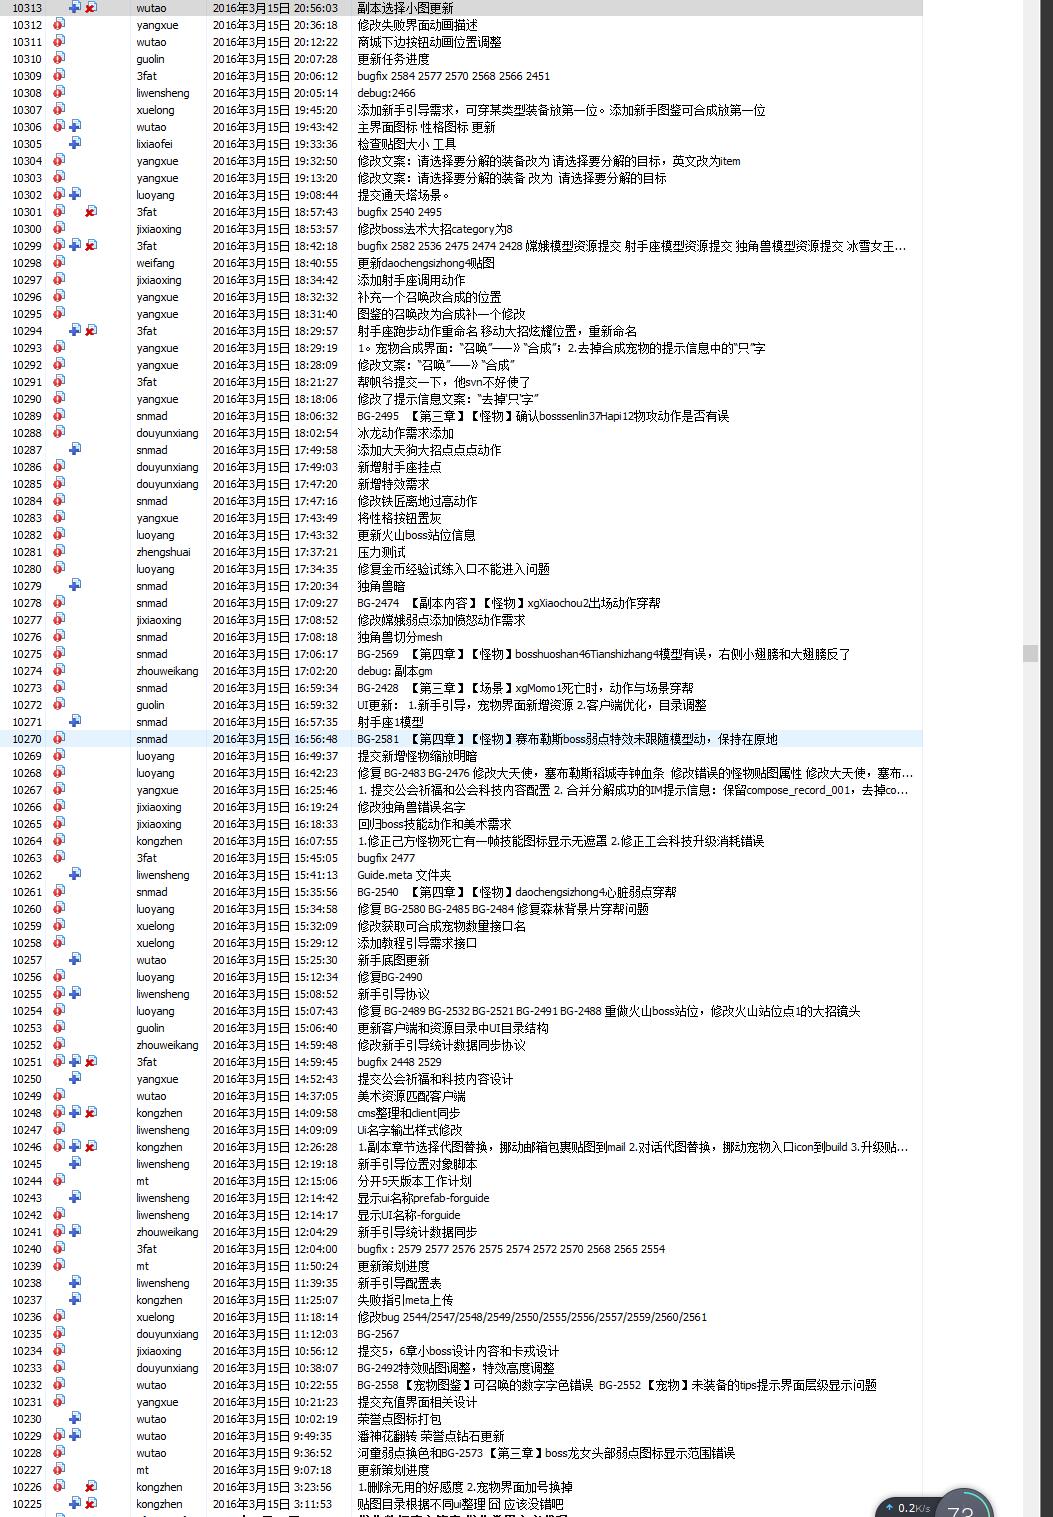 10313 wutao 2016年3月15日 20:56:03 副本选择小图更新
10312 yangxue 2016年3月15日 20:36:18 修改失败界面动画描述
10311 wutao 2016年3月15日 20:12:22 商城下边按钮动画位置调整
10310 guolin 2016年3月15日 20:07:28 更新任务进度
10309 3fat 2016年3月15日 20:06:12 bugfix 2584 2577 2570 2568 2566 2451
10308 liwensheng 2016年3月15日 20:05:14 debug:2466
10307 xuelong 2016年3月15日 19:45:20 添加新手引导需求，可穿某类型装备放第一位。添加新手图鉴可合成放第一位
10306 wutao 2016年3月15日 19:43:42 主界面图标 性格图标 更新
10305 lixiaofei 2016年3月15日 19:33:36 检查贴图大小 工具
10304 yangxue 2016年3月15日 19:32:50 修改文案：请选择要分解的装备改为 请选择要分解的目标，英文改为item
10303 yangxue 2016年3月15日 19:13:20 修改文案：请选择要分解的装备 改为 请选择要分解的目标
10302 luoyang 2016年3月15日 19:08:44 提交通天塔场景。
10301 3fat 2016年3月15日 18:57:43 bugfix 2540 2495
10300 jixiaoxing 2016年3月15日 18:53:57 修改boss法术大招category为8
10299 3fat 2016年3月15日 18:42:18 bugfix 2582 2536 2475 2474 2428 嫦娥模型资源提交 射手座模型资源提交 独角兽模型资源提交 冰雪女王...
10298 weifang 2016年3月15日 18:40:55 更新daochengsizhong4贴图
10297 jixiaoxing 2016年3月15日 18:34:42 添加射手座调用动作
10296 yangxue 2016年3月15日 18:32:32 补充一个召唤改合成的位置
10295 yangxue 2016年3月15日 18:31:40 图鉴的召唤改为合成补一个修改
10294 3fat 2016年3月15日 18:29:57 射手座跑步动作重命名 移动大招炫耀位置，重新命名
10293 yangxue 2016年3月15日 18:29:19 1。宠物合成界面：“召唤”——》“合成”；2.去掉合成宠物的提示信息中的“只”字
10292 yangxue 2016年3月15日 18:28:09 修改文案：“召唤”——》“合成”
10291 3fat 2016年3月15日 18:21:27 帮帆爷提交一下，他svn不好使了
10290 yangxue 2016年3月15日 18:18:06 修改了提示信息文案：“去掉‘只’字”
10289 snmad 2016年3月15日 18:06:32 BG-2495 【第三章】【怪物】确认bosssenlin37Hapi12物攻动作是否有误
10288 douyunxiang 2016年3月15日 18:02:54 冰龙动作需求添加
10287 snmad 2016年3月15日 17:49:58 添加大天狗大招点点点动作
10286 douyunxiang 2016年3月15日 17:49:03 新增射手座挂点
10285 douyunxiang 2016年3月15日 17:47:20 新增特效需求
10284 snmad 2016年3月15日 17:47:16 修改铁匠离地过高动作
10283 yangxue 2016年3月15日 17:43:49 将性格按钮置灰
10282 luoyang 2016年3月15日 17:43:32 更新火山boss站位信息
10281 zhengshuai 2016年3月15日 17:37:21 压力测试
10280 luoyang 2016年3月15日 17:34:35 修复金币经验试练入口不能进入问题
10279 snmad 2016年3月15日 17:20:34 独角兽暗
10278 snmad 2016年3月15日 17:09:27 BG-2474 【副本内容】【怪物】xgXiaochou2出场动作穿帮
10277 jixiaoxing 2016年3月15日 17:08:52 修改嫦娥弱点添加愤怒动作需求
10276 snmad 2016年3月15日 17:08:18 独角兽切分mesh
10275 snmad 2016年3月15日 17:06:17 BG-2569 【第四章】【怪物】bosshuoshan46Tianshizhang4模型有误，右侧小翅膀和大翅膀反了
10274 zhouweikang 2016年3月15日 17:02:20 debug: 副本gm
10273 snmad 2016年3月15日 16:59:34 BG-2428 【第三章】【场景】xgMomo1死亡时，动作与场景穿帮
10272 guolin 2016年3月15日 16:59:32 UI更新： 1.新手引导，宠物界面新增资源 2.客户端优化，目录调整
10271 snmad 2016年3月15日 16:57:35 射手座1模型
10270 snmad 2016年3月15日 16:56:48 BG-2581 【第四章】【怪物】赛布勒斯boss弱点特效未跟随模型动，保持在原地
10269 luoyang 2016年3月15日 16:49:37 提交新增怪物缩放明暗
10268 luoyang 2016年3月15日 16:42:23 修复 BG-2483 BG-2476 修改大天使，塞布勒斯稻城寺钟血条 修改错误的怪物贴图属性 修改大天使，塞布...
10267 yangxue 2016年3月15日 16:25:46 1. 提交公会祈福和公会科技内容配置 2. 合并分解成功的IM提示信息：保留compose_record_001，去掉co...
10266 jixiaoxing 2016年3月15日 16:19:24 修改独角兽错误名字
10265 jixiaoxing 2016年3月15日 16:18:33 回归boss技能动作和美术需求
10264 kongzhen 2016年3月15日 16:07:55 1.修正己方怪物死亡有一帧技能图标显示无遮罩 2.修正工会科技升级消耗错误
10263 3fat 2016年3月15日 15:45:05 bugfix 2477
10262 liwensheng 2016年3月15日 15:41:13 Guide.meta 文件夹
10261 snmad 2016年3月15日 15:35:56 BG-2540 【第四章】【怪物】daochengsizhong4心脏弱点穿帮
10260 luoyang 2016年3月15日 15:34:58 修复 BG-2580 BG-2485 BG-2484 修复森林背景片穿帮问题
10259 xuelong 2016年3月15日 15:32:09 修改获取可合成宠物数量接口名
10258 xuelong 2016年3月15日 15:29:12 添加教程引导需求接口
10257 wutao 2016年3月15日 15:25:30 新手底图更新
10256 luoyang 2016年3月15日 15:12:34 修复BG-2490
10255 liwensheng 2016年3月15日 15:08:52 新手引导协议
10254 luoyang 2016年3月15日 15:07:43 修复 BG-2489 BG-2532 BG-2521 BG-2491 BG-2488 重做火山boss站位，修改火山站位点1的大招镜头
10253 guolin 2016年3月15日 15:06:40 更新客户端和资源目录中UI目录结构
10252 zhouweikang 2016年3月15日 14:59:48 修改新手引导统计数据同步协议
10251 3fat 2016年3月15日 14:59:45 bugfix 2448 2529
10250 yangxue 2016年3月15日 14:52:43 提交公会祈福和科技内容设计
10249 wutao 2016年3月15日 14:37:05 美术资源匹配客户端
10248 kongzhen 2016年3月15日 14:09:58 cms整理和client同步
10247 liwensheng 2016年3月15日 14:09:09 Ui名字输出样式修改
10246 kongzhen 2016年3月15日 12:26:28 1.副本章节选择代图替换，挪动邮箱包裹贴图到mail 2.对话代图替换，挪动宠物入口icon到build 3.升级贴...
10245 liwensheng 2016年3月15日 12:19:18 新手引导位置对象脚本
10244 mt 2016年3月15日 12:15:06 分开5天版本工作计划
10243 liwensheng 2016年3月15日 12:14:42 显示ui名称prefab-forguide
10242 liwensheng 2016年3月15日 12:14:17 显示UI名称-forguide
10241 zhouweikang 2016年3月15日 12:04:29 新手引导统计数据同步
10240 3fat 2016年3月15日 12:04:00 bugfix : 2579 2577 2576 2575 2574 2572 2570 2568 2565 2554
10239 mt 2016年3月15日 11:50:24 更新策划进度
10238 liwensheng 2016年3月15日 11:39:35 新手引导配置表
10237 kongzhen 2016年3月15日 11:25:07 失败指引meta上传
10236 xuelong 2016年3月15日 11:18:14 修改bug 2544/2547/2548/2549/2550/2555/2556/2557/2559/2560/2561
10235 douyunxiang 2016年3月15日 11:12:03 BG-2567
10234 jixiaoxing 2016年3月15日 10:56:12 提交5，6章小boss设计内容和卡戎设计
10233 douyunxiang 2016年3月15日 10:38:07 BG-2492特效贴图调整，特效高度调整
10232 wutao 2016年3月15日 10:22:55 BG-2558 【宠物图鉴】可召唤的数字字色错误 BG-2552 【宠物】未装备的tips提示界面层级显示问题
10231 yangxue 2016年3月15日 10:21:23 提交充值界面相关设计
10230 wutao 2016年3月15日 10:02:19 荣誉点图标打包
10229 wutao 2016年3月15日 9:49:35 潘神花翻转 荣誉点钻石更新
10228 wutao 2016年3月15日 9:36:52 河童弱点换色和BG-2573 【第三章】boss龙女头部弱点图标显示范围错误
10227 mt 2016年3月15日 9:07:18 更新策划进度
10226 kongzhen 2016年3月15日 3:23:56 1.删除无用的好感度 2.宠物界面加号换掉
10225 kongzhen 2016年3月15日 3:11:53 贴图目录根据不同ui整理 囧 应该没错吧
0.2K/s